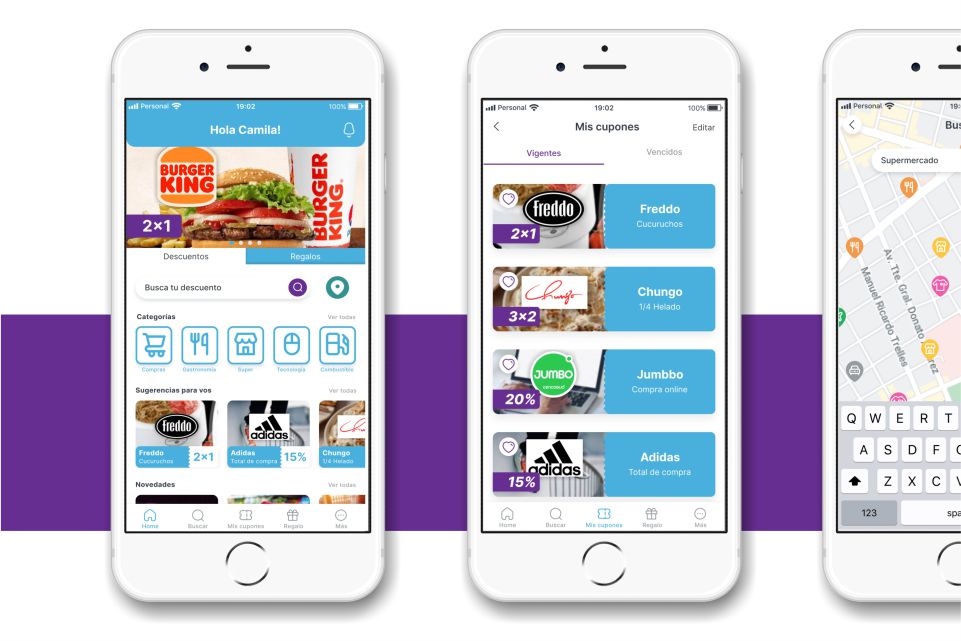 Personal
19:02
100%
Hola Camila!
BURGER
KING
BURGER
KING
2×1
Descuentos
Regalos
Busca tu descuento
Categorías
Ver todas
Compras
Gastronomía
Super
Tecnología
Combustible
Sugerencias para vos
Ver todas
freddo
Freddo
Cucuruchos
2×1
adidas
Adidas
Total de compra
15%
Chungo
1/4 Helado
Novedades
Ver todas
Home
Buscar
Mis cupones
Regalo
Más
Personal
19:02
100%
Mis cupones
Editar
Vigentes
Vencidos
freddo
2×1
Freddo
Cucuruchos
Chungo
3×2
Chungo
1/4 Helado
JUMBO
cencosud
20%
Jumbbo
Compra online
adidas
15%
Adidas
Total de compra
Home
Buscar
Mis cupones
Regalo
Más
Personal
19:
Bus
Supermercado
Av. Tte. Gral. Donato
Manuel Ricardo Trelles
Q W E R T
A S D F
Z X C
123
spa